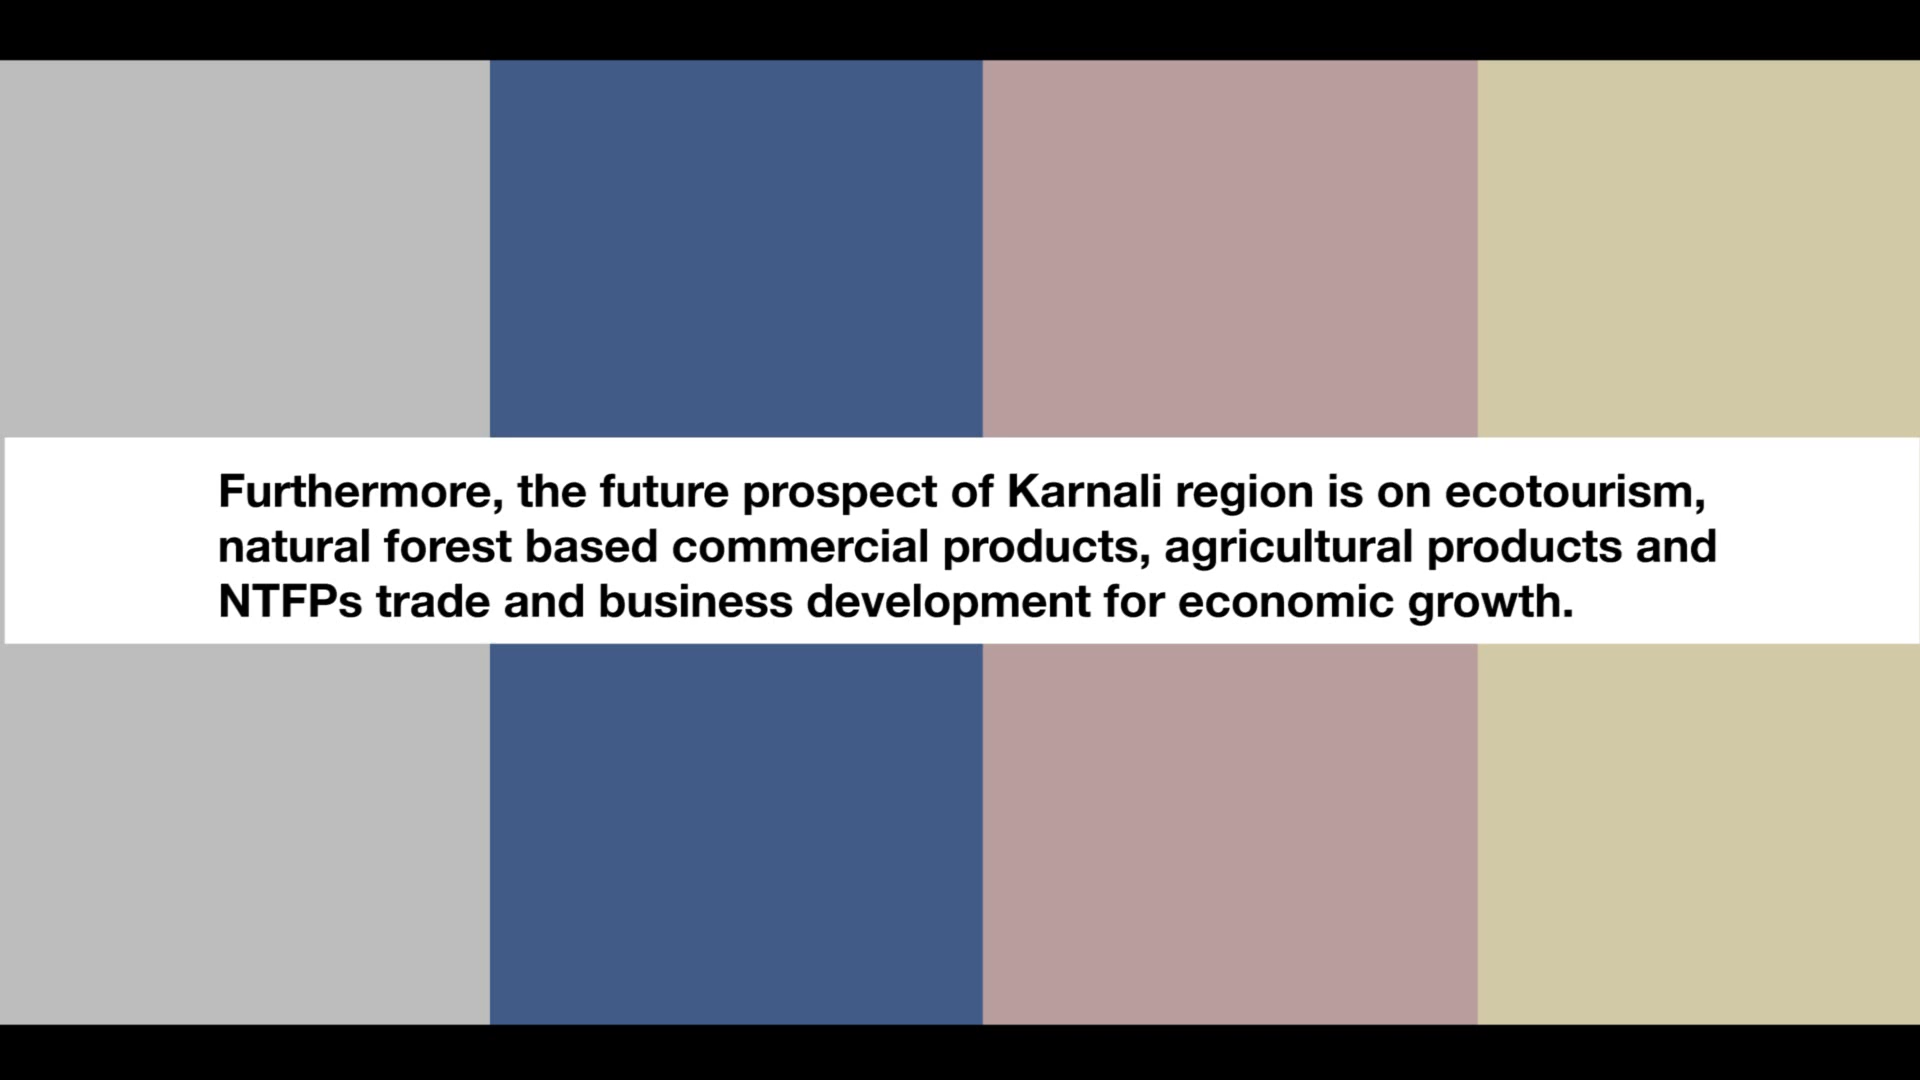 Furthermore, the future prospect of Karnali region is on ecotourism,
natural forest based commercial products, agricultural products and
NTFPs trade and business development for economic growth.